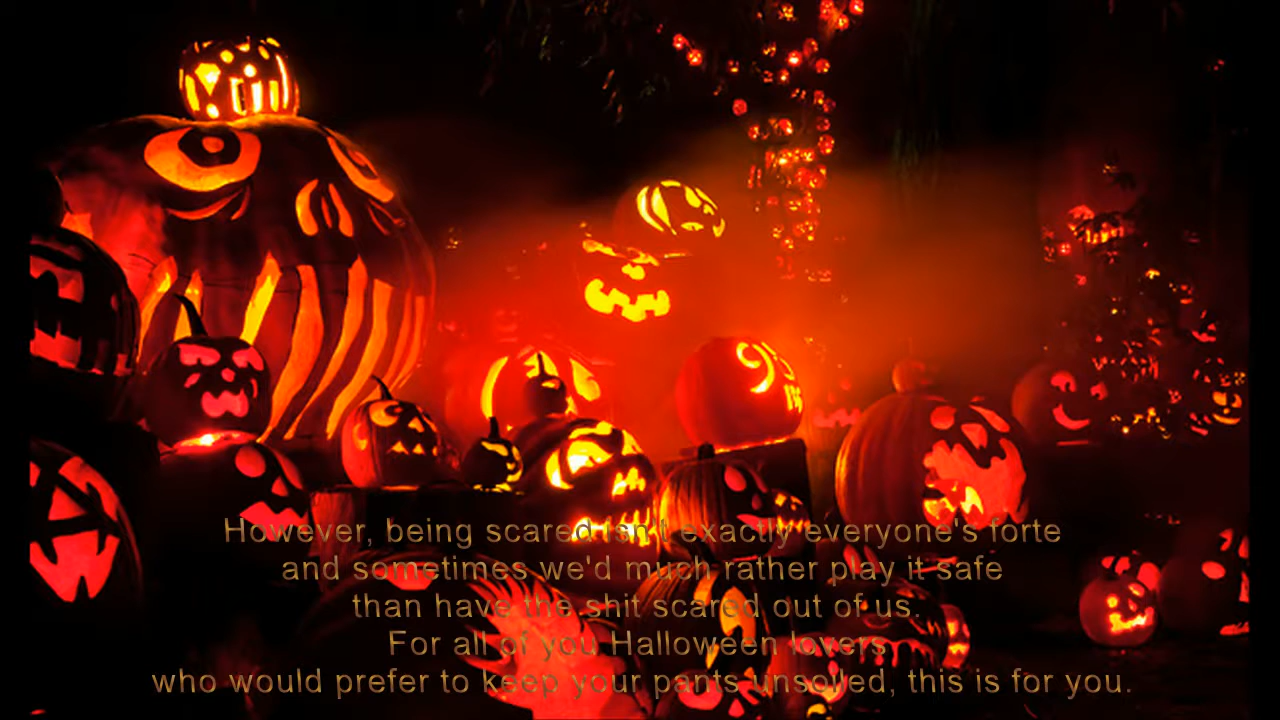 However, being scared isn't exactly everyone's forte
and sometimes we'd much rather play it safe
than have the shit scared out of us.
For all of you Halloween lovers
who would prefer to keep your pants unsoiled, this is for you.